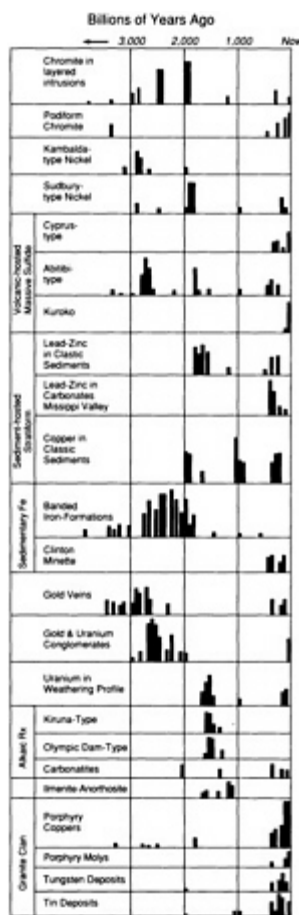 Billions of Years Ago
3.000 2.000 1.000 Now
Chromite in
layered
intrusions
Podiform
Chromite
Kambalda-
type Nickel
Sudbury-
type Nickel
Volcanic-hosted
Massive Sulfide
Cyprus-
type
Abitibi-
type
Kuroko
Sediment-hosted
Stratiform
Lead-Zinc
in Clastic
Sediments
Lead-Zinc in
Carbonates
Missippi Valley
Copper in
Classic
Sediments
Sedimentary Fe
Banded
Iron-Formations
Clinton
Minette
Gold Veins
Gold & Uranium
Conglomerates
Uranium in
Weathering Profile
Alkalic Rx
Kiruna-Type
Olympic Dam-Type
Carbonatites
Ilmenite-Anorthosite
Granite Clan
Porphyry
Coppers
Porphyry Molys
Tungsten Deposits
Tin Deposits